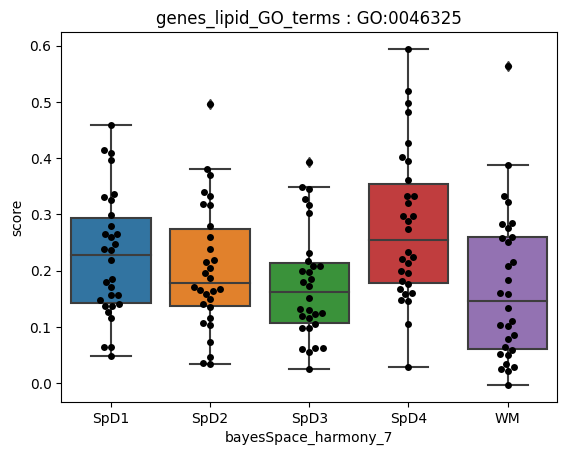 genes_lipid_GO_terms : GO:0046325
0.6
0.5
0.4
0.3
0.2
0.1
0.0
score
SpD1 SpD2 SpD3 SpD4 WM
bayesSpace_harmony_7